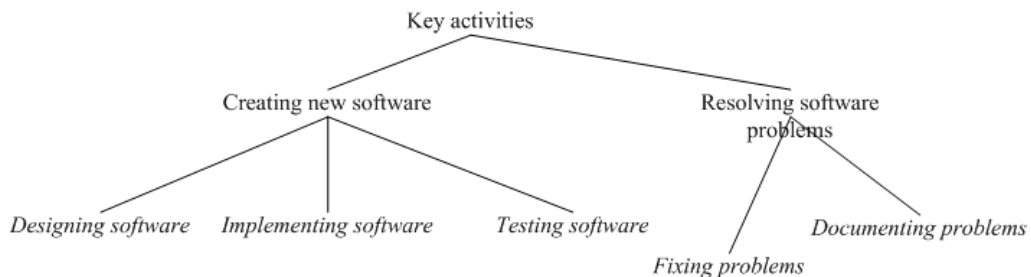 Key activities
Creating new software
Resolving software
problems
Designing software
Implementing software
Testing software
Documenting problems
Fixing problems